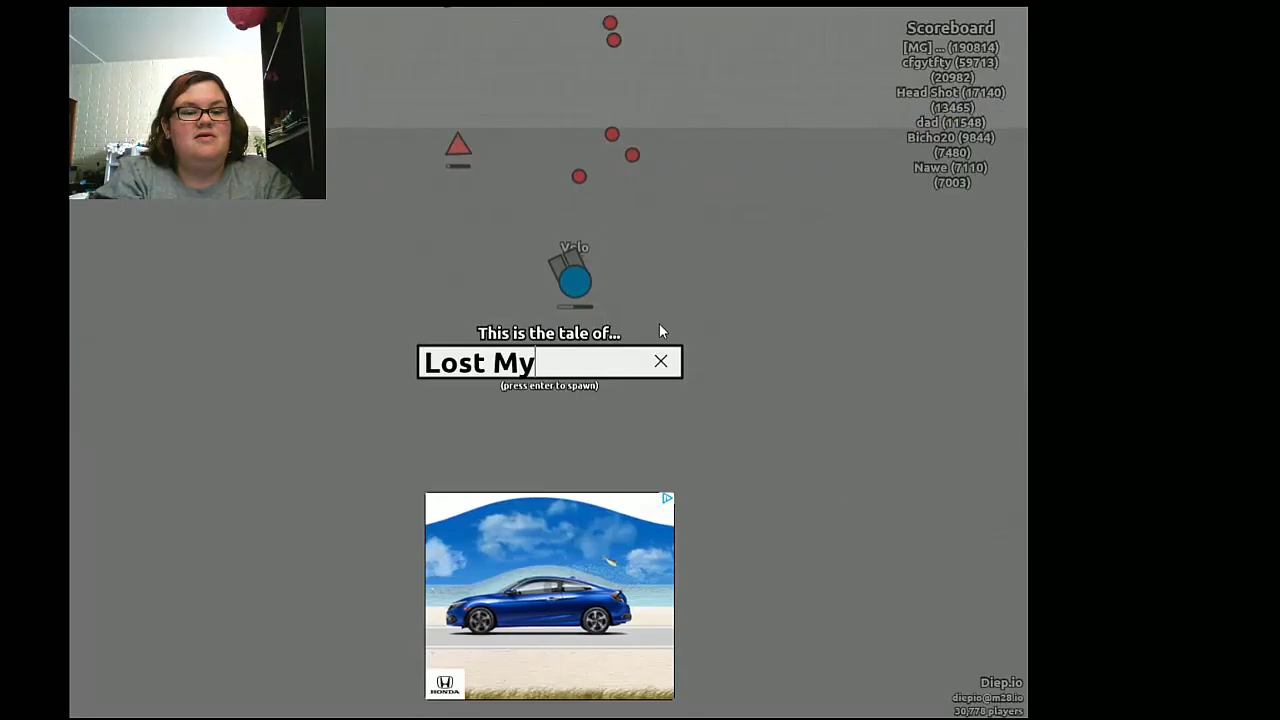 Scoreboard
[MG] ... (190814)
cfgytfty (59713)
(20982)
Head Shot (17140)
(13465)
dad (11548)
Bicho20 (9844)
(7480)
Nawe (7110)
(7003)
Velo
This is the tale of...
Lost My
(press enter to spawn)
HONDA
Diep.io
diepio@m28.io
30,778 players